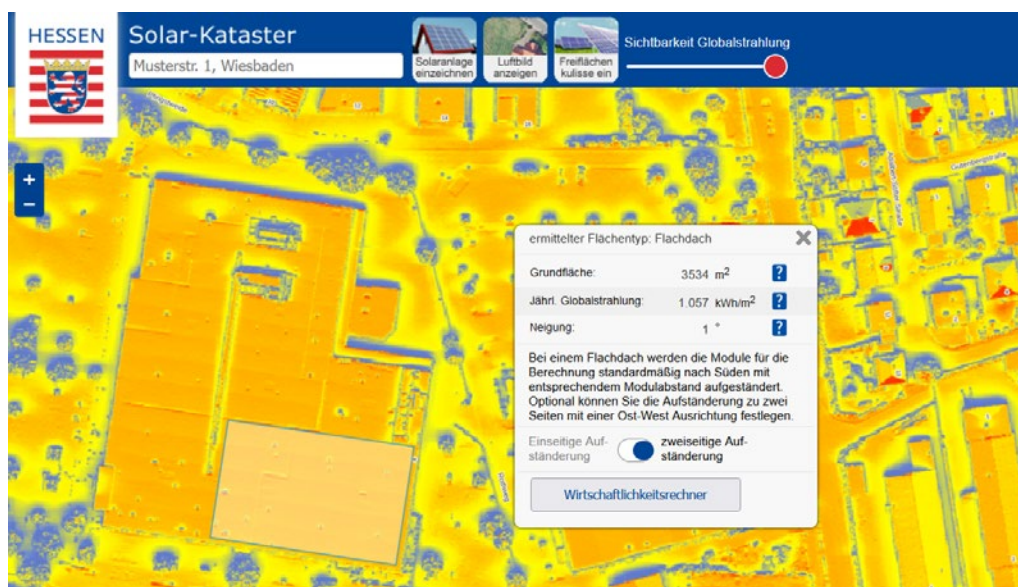 HESSEN
Solar-Kataster
Musterstr. 1, Wiesbaden
Solaranlage
einzeichnen
Luftbild
anzeigen
Freiflächen
kulisse ein
Sichtbarkeit Globalstrahlung
Gutenbergstraße
+
−
ermittelter Flächentyp: Flachdach
Grundfläche: 3534 m² ?
Jährl. Globalstrahlung: 1.057 kWh/m² ?
Neigung: 1 ° ?
Bei einem Flachdach werden die Module für die
Berechnung standardmäßig nach Süden mit
entsprechendem Modulabstand aufgeständert.
Optional können Sie die Aufständerung zu zwei
Seiten mit einer Ost-West Ausrichtung festlegen.
Einseitige Auf-
ständerung
zweiseitige Auf-
ständerung
Wirtschaftlichkeitsrechner